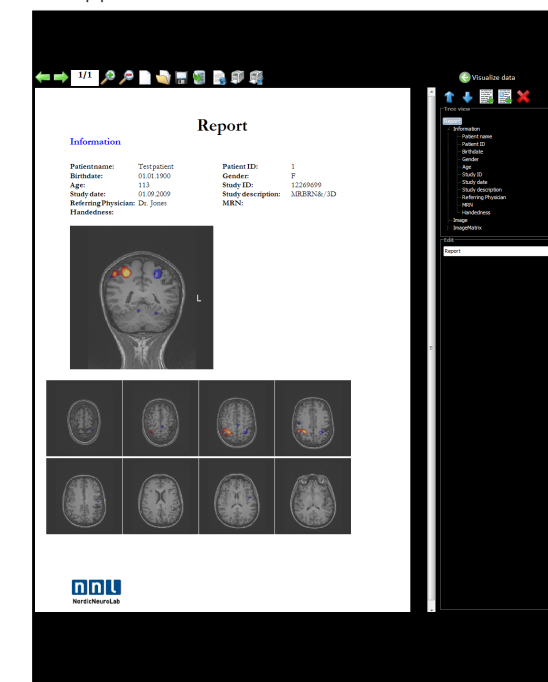 1/1
Visualize data
Report
Information
Patientname: Testpatient Patient ID: 1
Birthdate: 01.01.1900 Gender: F
Age: 113 Study ID: 12269699
Study date: 01.09.2009 Study description: MRBRN&/3D
Referring Physician: Dr. Jones MRN:
Handedness:
L
nnl
NordicNeuroLab
Tree view
Report
Information
Patient name
Patient ID
Birthdate
Gender
Age
Study ID
Study date
Study description
Referring Physician
MRN
Handedness
Image
ImageMatrix
Edit
Report